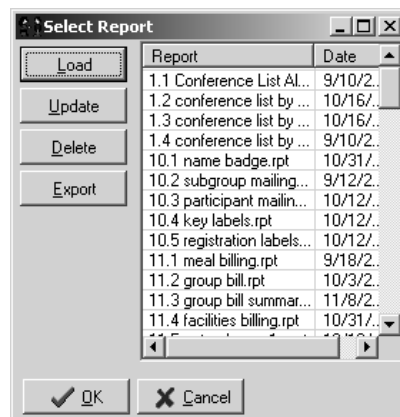 Select Report
Load
Update
Delete
Export
Report Date
1.1 Conference List Al... 9/10/2...
1.2 conference list by ... 10/16/...
1.3 conference list by ... 10/16/...
1.4 conference list by ... 9/10/2...
10.1 name badge.rpt 10/31/...
10.2 subgroup mailing... 9/12/2...
10.3 participant mailin... 10/12/...
10.4 key labels.rpt 10/12/...
10.5 registration labels... 10/12/...
11.1 meal billing.rpt 9/18/2...
11.2 group bill.rpt 10/3/2...
11.3 group bill summar... 11/8/2...
11.4 facilities billing.rpt 10/31/...
OK
Cancel